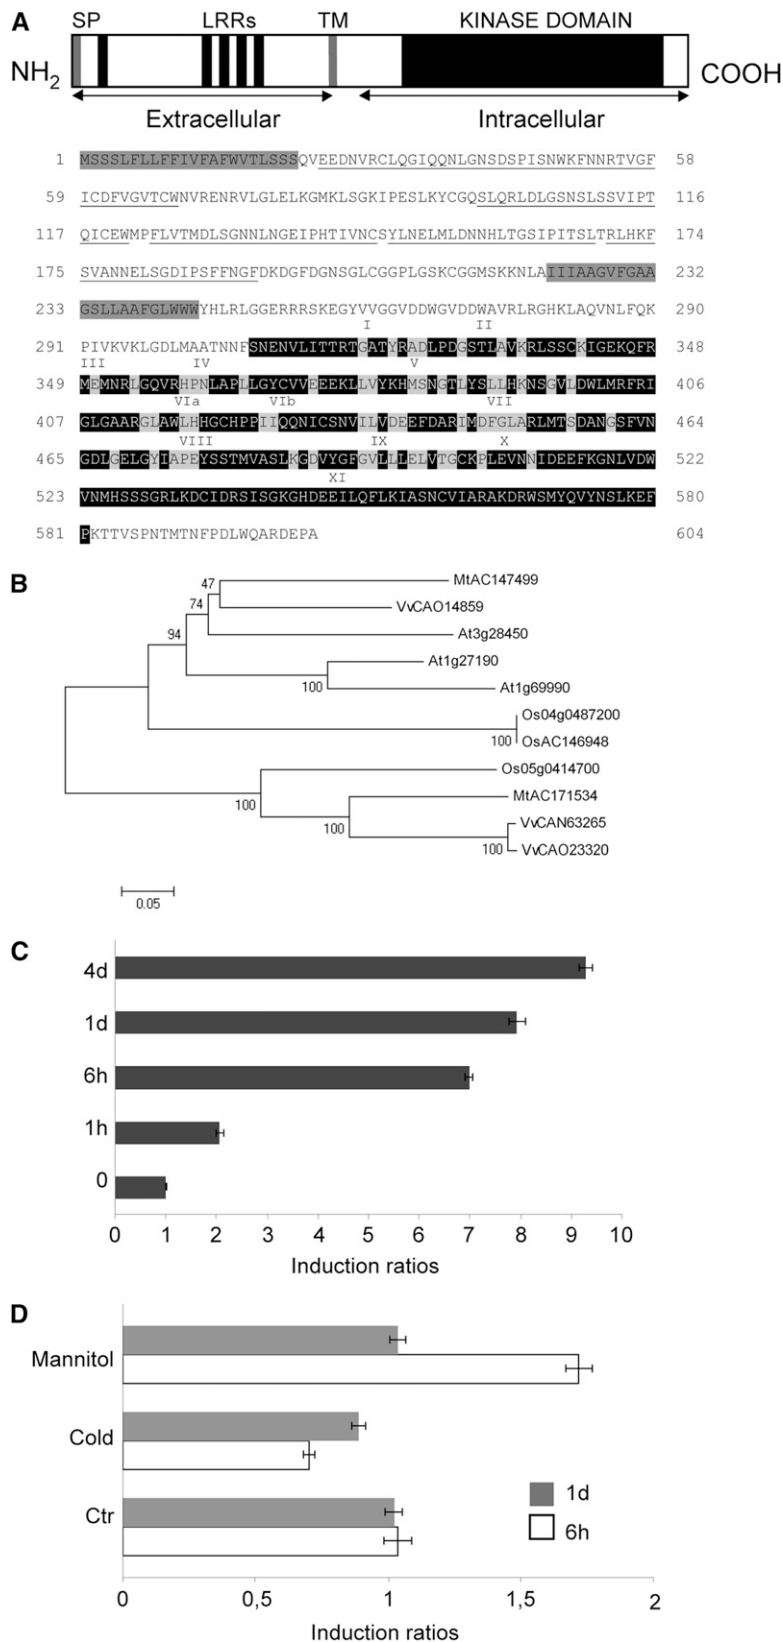 A
SP LRRs TM KINASE DOMAIN
NH2 COOH
Extracellular Intracellular
1 MSSSLFLLFFIVFAFWVTLSSSQVEEDNVRCLQGIQQNLGNSDSPISNWKFNNRTVGF 58
59 ICDFVGVTCWNVRENRVLGLELKGMKLSGKIPESLKYCGQSLQRLDLGSNSLSSVIPT 116
117 QICEWMPFLVTMDLSGNNLNGEIPHTIVNCSYLNELMLDNNHLTGSIPITSLTRLHKF 174
175 SVANNELSGDIPSFFNGFDKDGFDGNSGLCGGPLGSKCGGMSKKNLAIIIAAGVFGAA 232
233 GSLLAAFGLWWWYHLRLGGERRRSKEGYVVGGVDDWGVDDWAVRLRGHKLAQVNLFQK 290
I II
291 PIVKVKLGDLMAATNNFSNENVLITTRTGATYRADLPDGSTLAVKRLSSCKIGEKQFR 348
III IV V
349 MEMNRLGQVRHPNLAPLLGYCVVEEEKLLVYKHMSNGTLYSLLHKNSGVLDWLMRFRI 406
VIa VIb VII
407 GLGAARGLAWLHHGCHPPIIQQNICSNVILVDEEFDARIMDFGLARLMTSDANGSFVN 464
VIII IX X
465 GDLGELGYIAPEYSSTMVASLKGDVYGFGVLLLELVTGCKPLEVNNIDEEFKGNLVDW 522
XI
523 VNMHSSSGRLKDCIDRSISGKGHDEEILQFLKIASNCVIARAKDRWSMYQVYNSLKEF 580
581 PKTTVSPNTMTNFPDLWQARDEPA 604
B
47 MtAC147499
74 VvCAO14859
94 At3g28450
At1g27190
100 At1g69990
Os04g0487200
100 OsAC146948
Os05g0414700
100 MtAC171534
100 VvCAN63265
100 VvCAO23320
0.05
C
4d
1d
6h
1h
0
0 1 2 3 4 5 6 7 8 9 10
Induction ratios
D
Mannitol
Cold
Ctr
1d
6h
0 0,5 1 1,5 2
Induction ratios